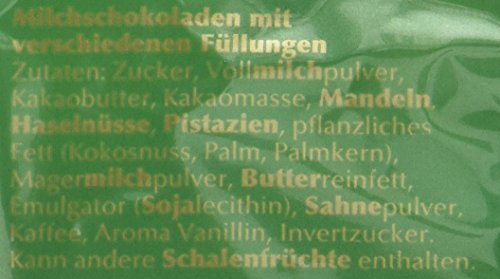 Milchschokoladen mit
verschiedenen Füllungen
Zutaten: Zucker, Vollmilchpulver,
Kakaobutter, Kakaomasse, Mandeln,
Haselnüsse, Pistazien, pflanzliches
Fett (Kokosnuss, Palm, Palmkern),
Magermilchpulver, Butterreinfett,
Emulgator (Sojalecithin), Sahnepulver,
Kaffee, Aroma Vanillin, Invertzucker.
Kann andere Schalenfrüchte enthalten.